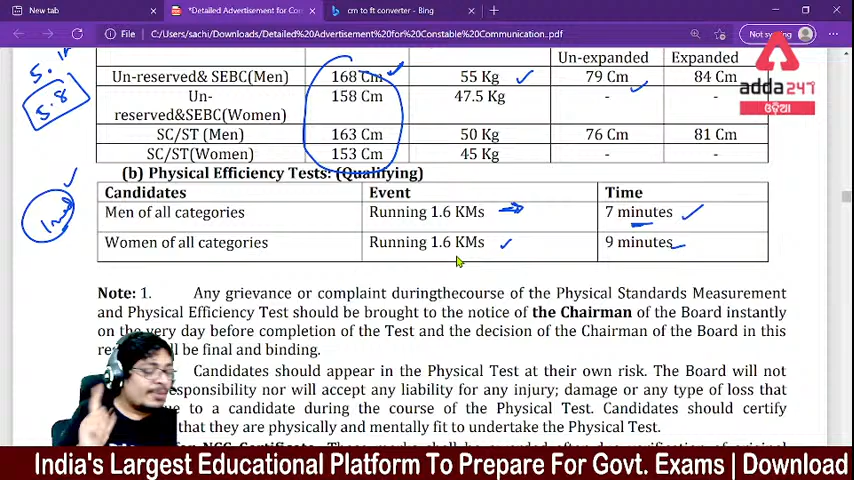 New tab
*Detailed Advertisement for Con
cm to ft converter - Bing
File | C:/Users/sachi/Downloads/Detailed%20Advertisement%20for%20Constable%20Communication.pdf
Not syncing
5.8
Un-expanded Expanded
Un-reserved& SEBC(Men) 168 Cm 55 Kg 79 Cm 84 Cm
Un-reserved&SEBC(Women) 158 Cm 47.5 Kg - -
SC/ST (Men) 163 Cm 50 Kg 76 Cm 81 Cm
SC/ST(Women) 153 Cm 45 Kg - -
adda247
ଓଡ଼ିଆ
(b) Physical Efficiency Tests: (Qualifying)
Candidates Event Time
Men of all categories Running 1.6 KMs 7 minutes
Women of all categories Running 1.6 KMs 9 minutes
Note: 1. Any grievance or complaint duringthecourse of the Physical Standards Measurement
and Physical Efficiency Test should be brought to the notice of the Chairman of the Board instantly
on the very day before completion of the Test and the decision of the Chairman of the Board in this
be final and binding.
Candidates should appear in the Physical Test at their own risk. The Board will not
responsibility nor will accept any liability for any injury; damage or any type of loss that
to a candidate during the course of the Physical Test. Candidates should certify
that they are physically and mentally fit to undertake the Physical Test.
India's Largest Educational Platform To Prepare For Govt. Exams | Download